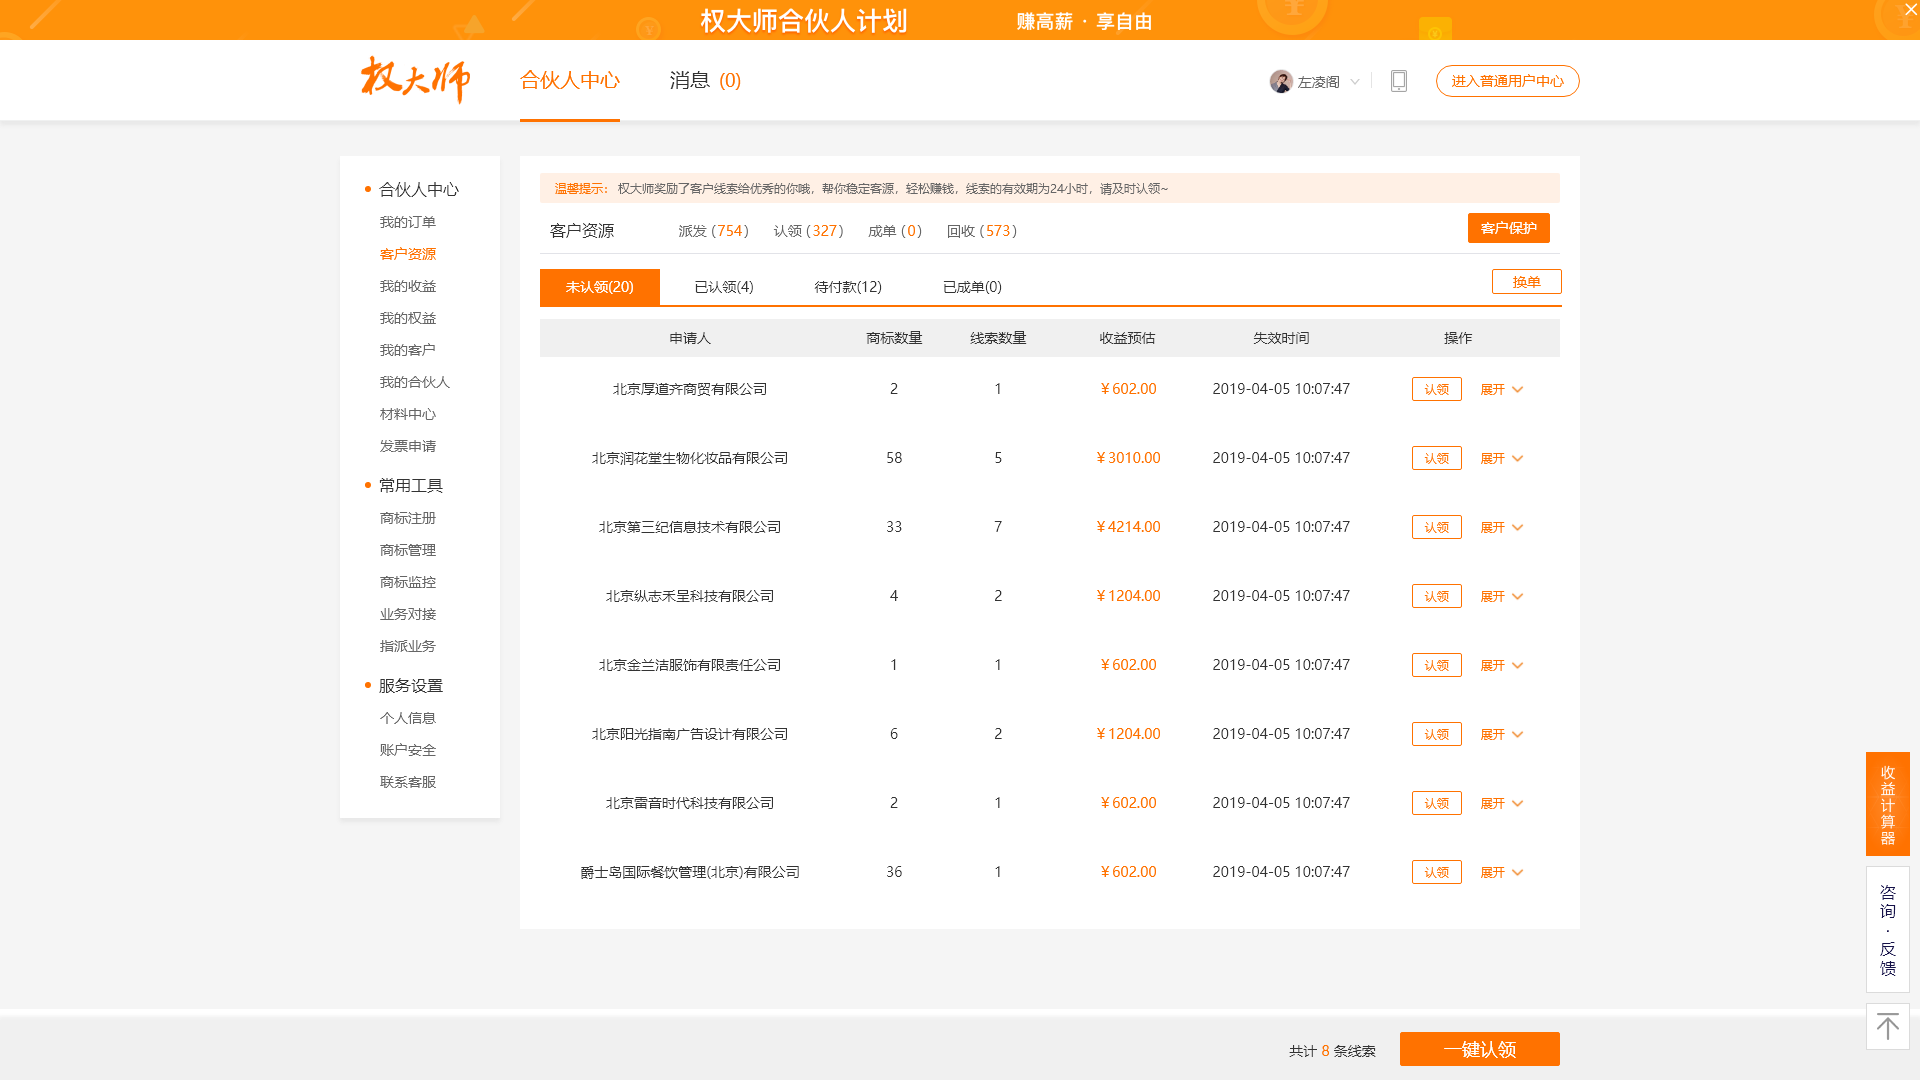 权大师合伙人计划 赚高薪 · 享自由
权大师 合伙人中心 消息 (0) 左凌阁 进入普通用户中心
合伙人中心
我的订单
客户资源
我的收益
我的权益
我的客户
我的合伙人
材料中心
发票申请
常用工具
商标注册
商标管理
商标监控
业务对接
指派业务
服务设置
个人信息
账户安全
联系客服
温馨提示： 权大师奖励了客户线索给优秀的你哦，帮你稳定客源，轻松赚钱，线索的有效期为24小时，请及时认领~
客户资源 派发 (754) 认领 (327) 成单 (0) 回收 (573) 客户保护
未认领(20) 已认领(4) 待付款(12) 已成单(0) 换单
申请人 商标数量 线索数量 收益预估 失效时间 操作
北京厚道齐商贸有限公司 2 1 ¥602.00 2019-04-05 10:07:47 认领 展开
北京润花堂生物化妆品有限公司 58 5 ¥3010.00 2019-04-05 10:07:47 认领 展开
北京第三纪信息技术有限公司 33 7 ¥4214.00 2019-04-05 10:07:47 认领 展开
北京纵志禾呈科技有限公司 4 2 ¥1204.00 2019-04-05 10:07:47 认领 展开
北京金兰洁服饰有限责任公司 1 1 ¥602.00 2019-04-05 10:07:47 认领 展开
北京阳光指南广告设计有限公司 6 2 ¥1204.00 2019-04-05 10:07:47 认领 展开
北京雷音时代科技有限公司 2 1 ¥602.00 2019-04-05 10:07:47 认领 展开
爵士岛国际餐饮管理(北京)有限公司 36 1 ¥602.00 2019-04-05 10:07:47 认领 展开
收益计算器
咨询·反馈
共计 8 条线索 一键认领